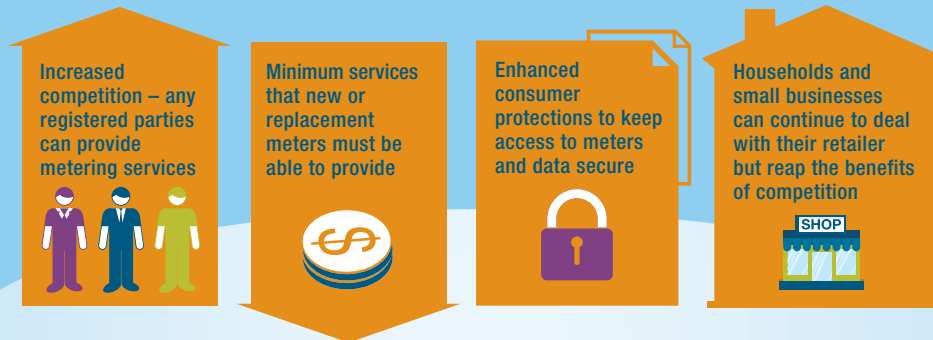 Increased
competition – any
registered parties
can provide
metering services
Minimum services
that new or
replacement
meters must be
able to provide
Enhanced
consumer
protections to keep
access to meters
and data secure
Households and
small businesses
can continue to deal
with their retailer
but reap the benefits
of competition
SHOP